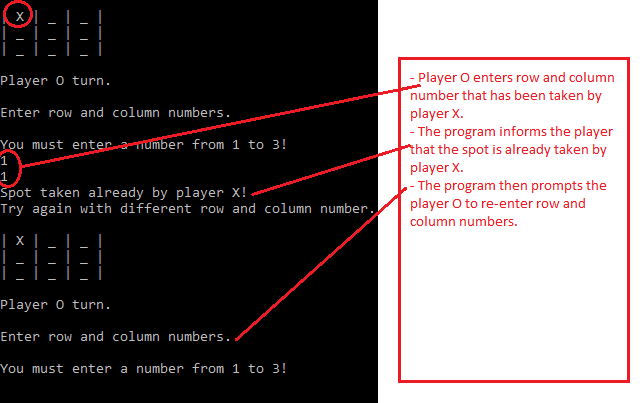 | X | _ | _ |
| _ | _ | _ |
| _ | _ | _ |
Player O turn.
Enter row and column numbers.
You must enter a number from 1 to 3!
1
1
Spot taken already by player X!
Try again with different row and column number.
| X | _ | _ |
| _ | _ | _ |
| _ | _ | _ |
Player O turn.
Enter row and column numbers.
You must enter a number from 1 to 3!
- Player O enters row and column
number that has been taken by
player X.
- The program informs the player
that the spot is already taken by
player X.
- The program then prompts the
player O to re-enter row and
column numbers.